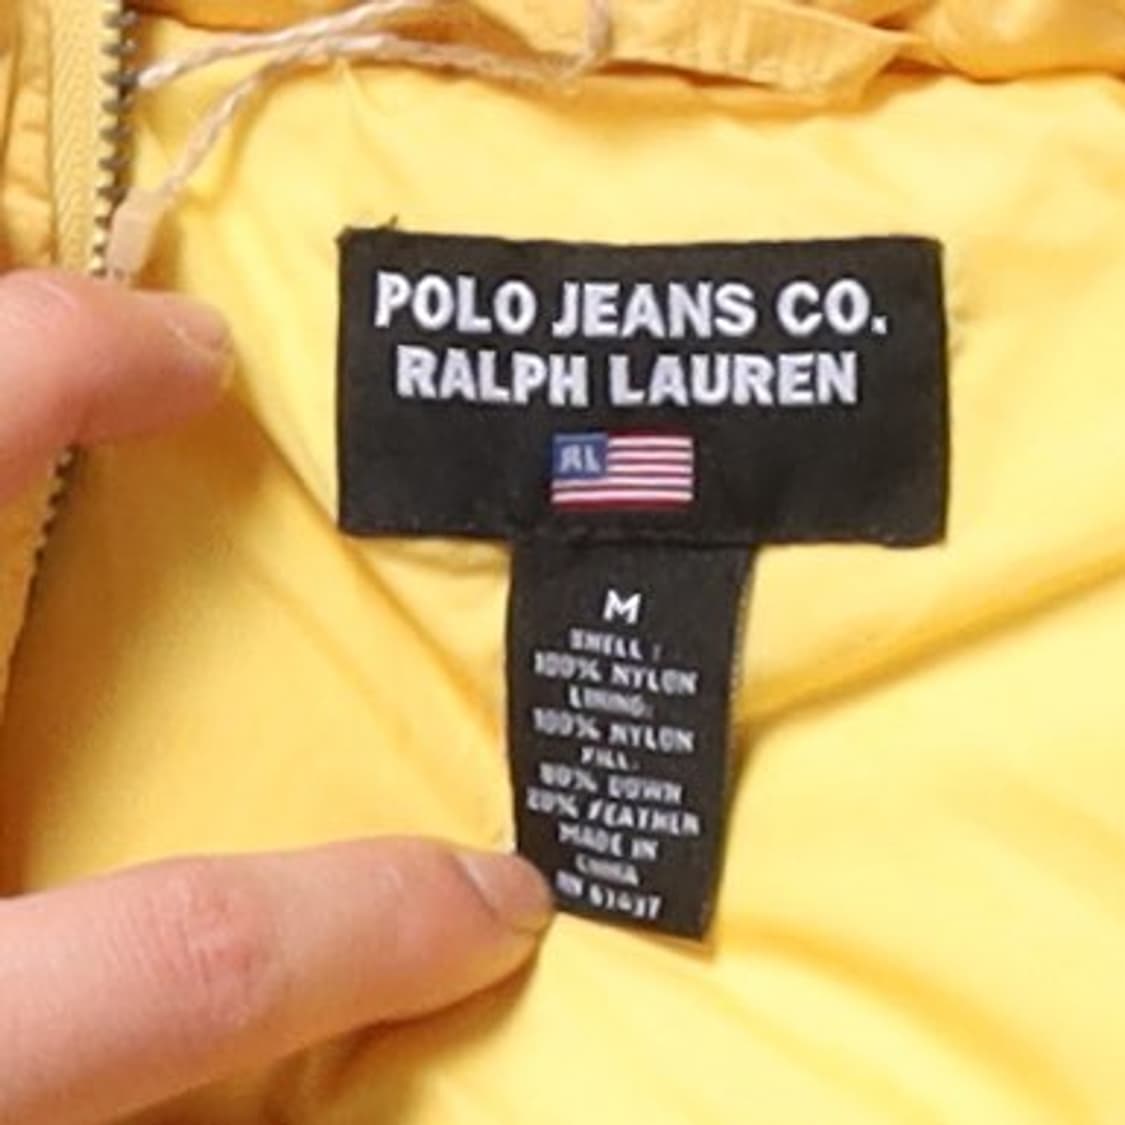 POLO JEANS CO.
RALPH LAUREN
RL
M
SHELL:
100% NYLON
LINING:
100% NYLON
FILL:
80% DOWN
20% FEATHER
MADE IN
CHINA
RN